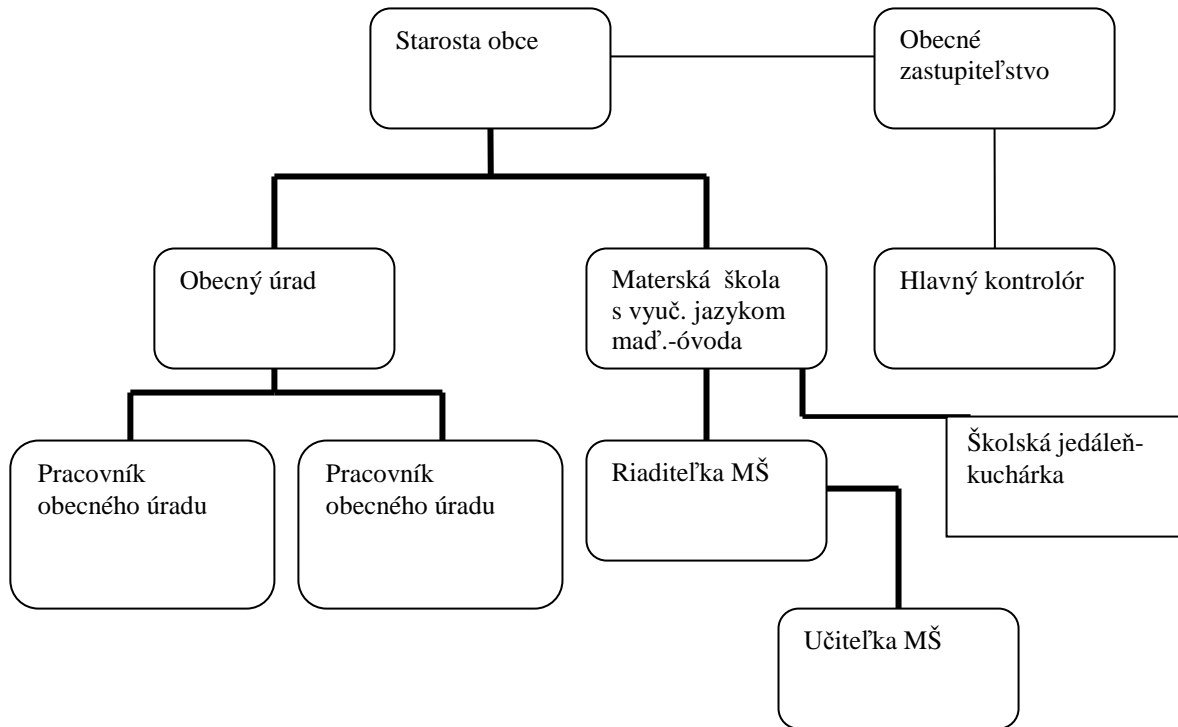 Starosta obce
Obecné
zastupiteľstvo
Obecný úrad
Materská  škola
s vyuč. jazykom
maď.-óvoda
Hlavný kontrolór
Pracovník
obecného úradu
Pracovník
obecného úradu
Riaditeľka MŠ
Školská jedáleň-
kuchárka
Učiteľka MŠ